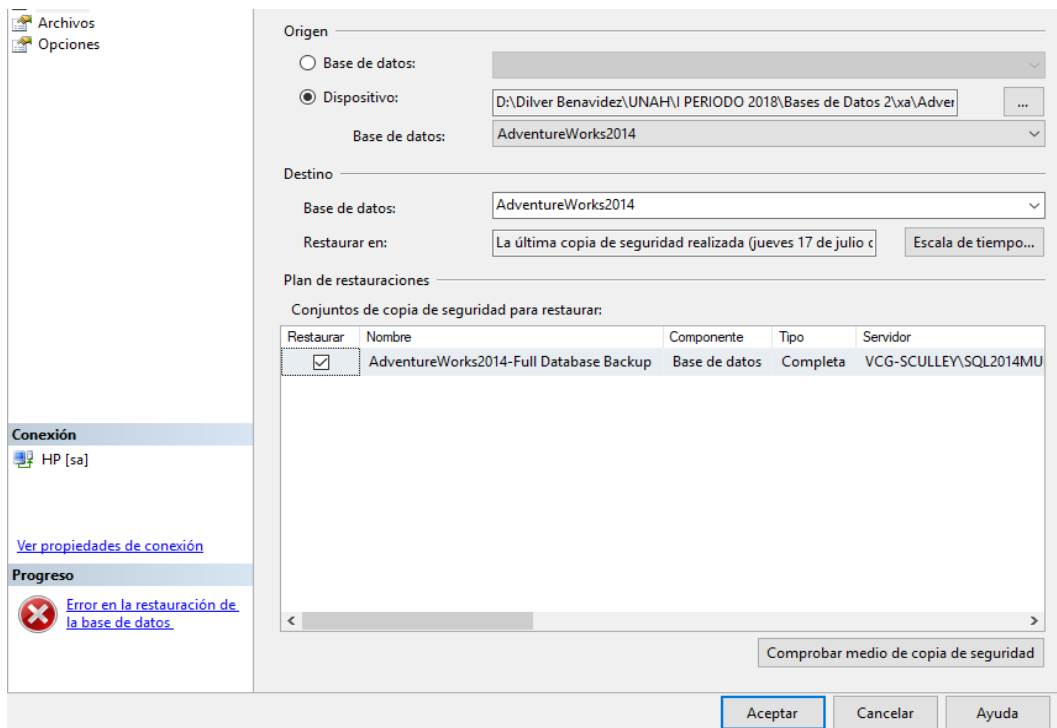 Archivos
Opciones
Origen
Base de datos:
Dispositivo:
D:\Dilver Benavidez\UNAH\I PERIODO 2018\Bases de Datos 2\xa\Adver
...
Base de datos:
AdventureWorks2014
Destino
Base de datos:
AdventureWorks2014
Restaurar en:
La última copia de seguridad realizada (jueves 17 de julio d
Escala de tiempo...
Plan de restauraciones
Conjuntos de copia de seguridad para restaurar:
Restaurar Nombre Componente Tipo Servidor
AdventureWorks2014-Full Database Backup Base de datos Completa VCG-SCULLEY\SQL2014MU
Conexión
HP [sa]
Ver propiedades de conexión
Progreso
Error en la restauración de
la base de datos
Comprobar medio de copia de seguridad
Aceptar Cancelar Ayuda